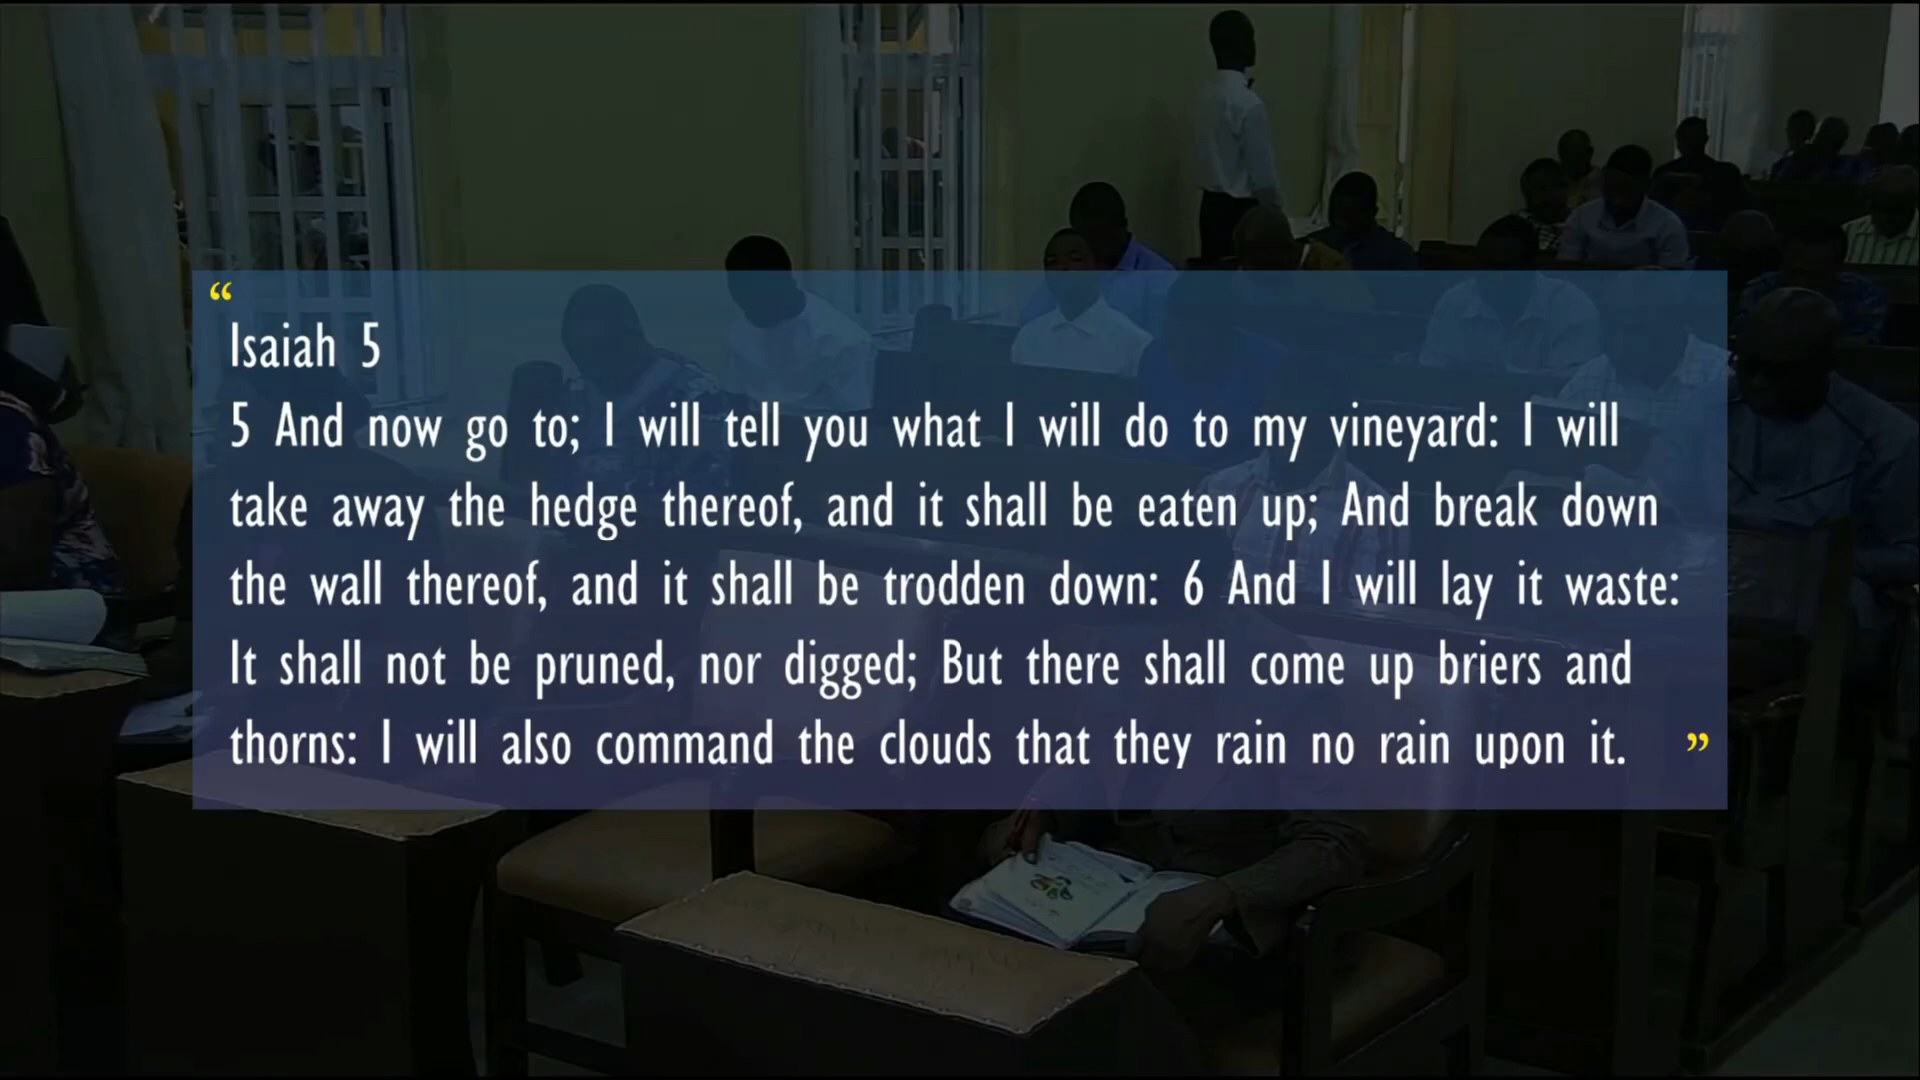 “
Isaiah 5
5 And now go to; I will tell you what I will do to my vineyard: I will
take away the hedge thereof, and it shall be eaten up; And break down
the wall thereof, and it shall be trodden down: 6 And I will lay it waste:
It shall not be pruned, nor digged; But there shall come up briers and
thorns: I will also command the clouds that they rain no rain upon it. ”